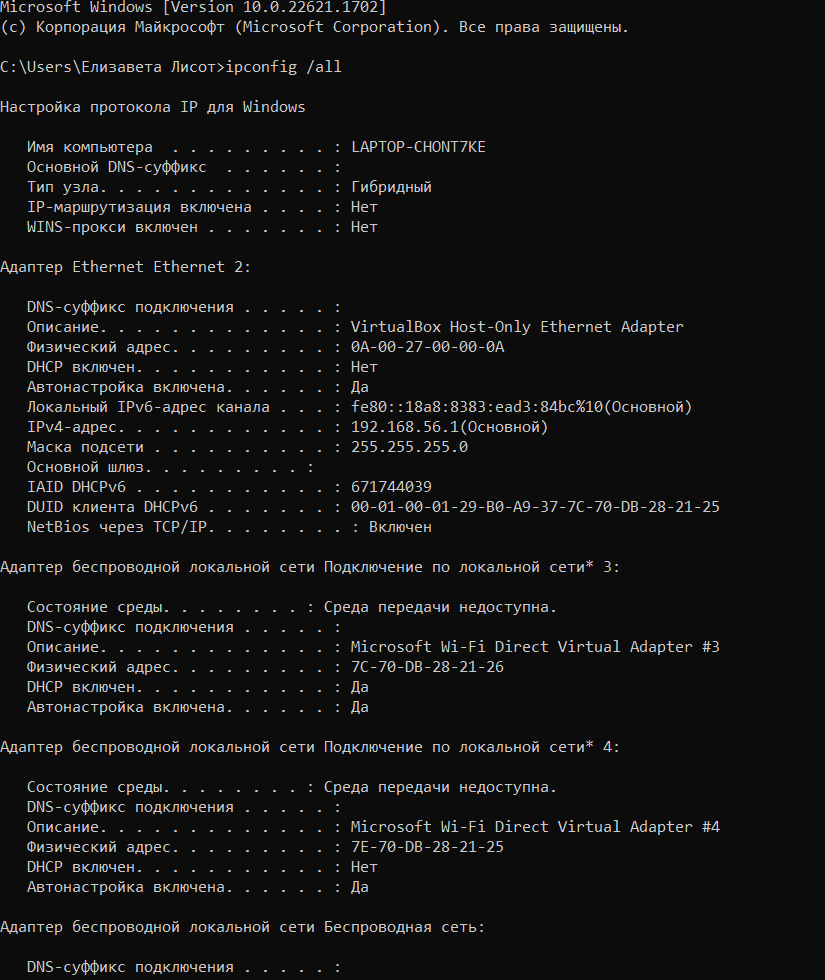 Microsoft Windows [Version 10.0.22621.1702]
(c) Корпорация Майкрософт (Microsoft Corporation). Все права защищены.
C:\Users\Елизавета Лисот>ipconfig /all
Настройка протокола IP для Windows
Имя компьютера . . . . . . . . . : LAPTOP-CHONT7KE
Основной DNS-суффикс . . . . . . :
Тип узла. . . . . . . . . . . . . : Гибридный
IP-маршрутизация включена . . . . : Нет
WINS-прокси включен . . . . . . . : Нет
Адаптер Ethernet Ethernet 2:
DNS-суффикс подключения . . . . . :
Описание. . . . . . . . . . . . . : VirtualBox Host-Only Ethernet Adapter
Физический адрес. . . . . . . . . : 0A-00-27-00-00-0A
DHCP включен. . . . . . . . . . . : Нет
Автонастройка включена. . . . . . : Да
Локальный IPv6-адрес канала . . . : fe80::18a8:8383:ead3:84bc%10(Основной)
IPv4-адрес. . . . . . . . . . . . : 192.168.56.1(Основной)
Маска подсети . . . . . . . . . . : 255.255.255.0
Основной шлюз. . . . . . . . . :
IAID DHCPv6 . . . . . . . . . . . : 671744039
DUID клиента DHCPv6 . . . . . . . : 00-01-00-01-29-B0-A9-37-7C-70-DB-28-21-25
NetBios через TCP/IP. . . . . . . . : Включен
Адаптер беспроводной локальной сети Подключение по локальной сети* 3:
Состояние среды. . . . . . . . : Среда передачи недоступна.
DNS-суффикс подключения . . . . . :
Описание. . . . . . . . . . . . . : Microsoft Wi-Fi Direct Virtual Adapter #3
Физический адрес. . . . . . . . . : 7C-70-DB-28-21-26
DHCP включен. . . . . . . . . . . : Да
Автонастройка включена. . . . . . : Да
Адаптер беспроводной локальной сети Подключение по локальной сети* 4:
Состояние среды. . . . . . . . : Среда передачи недоступна.
DNS-суффикс подключения . . . . . :
Описание. . . . . . . . . . . . . : Microsoft Wi-Fi Direct Virtual Adapter #4
Физический адрес. . . . . . . . . : 7E-70-DB-28-21-25
DHCP включен. . . . . . . . . . . : Нет
Автонастройка включена. . . . . . : Да
Адаптер беспроводной локальной сети Беспроводная сеть:
DNS-суффикс подключения . . . . . :